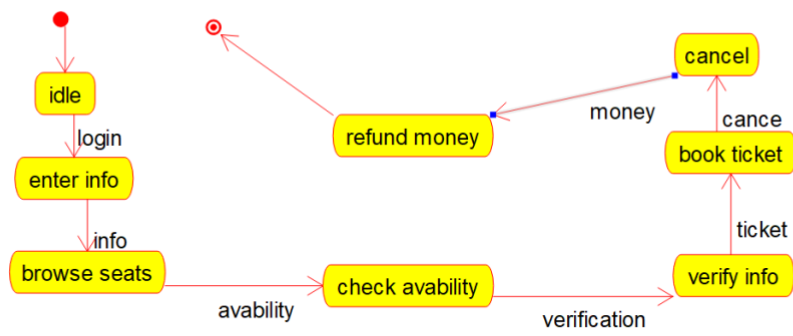 idle
login
enter info
info
browse seats
avability
check avability
verification
verify info
ticket
book ticket
cance
cancel
money
refund money